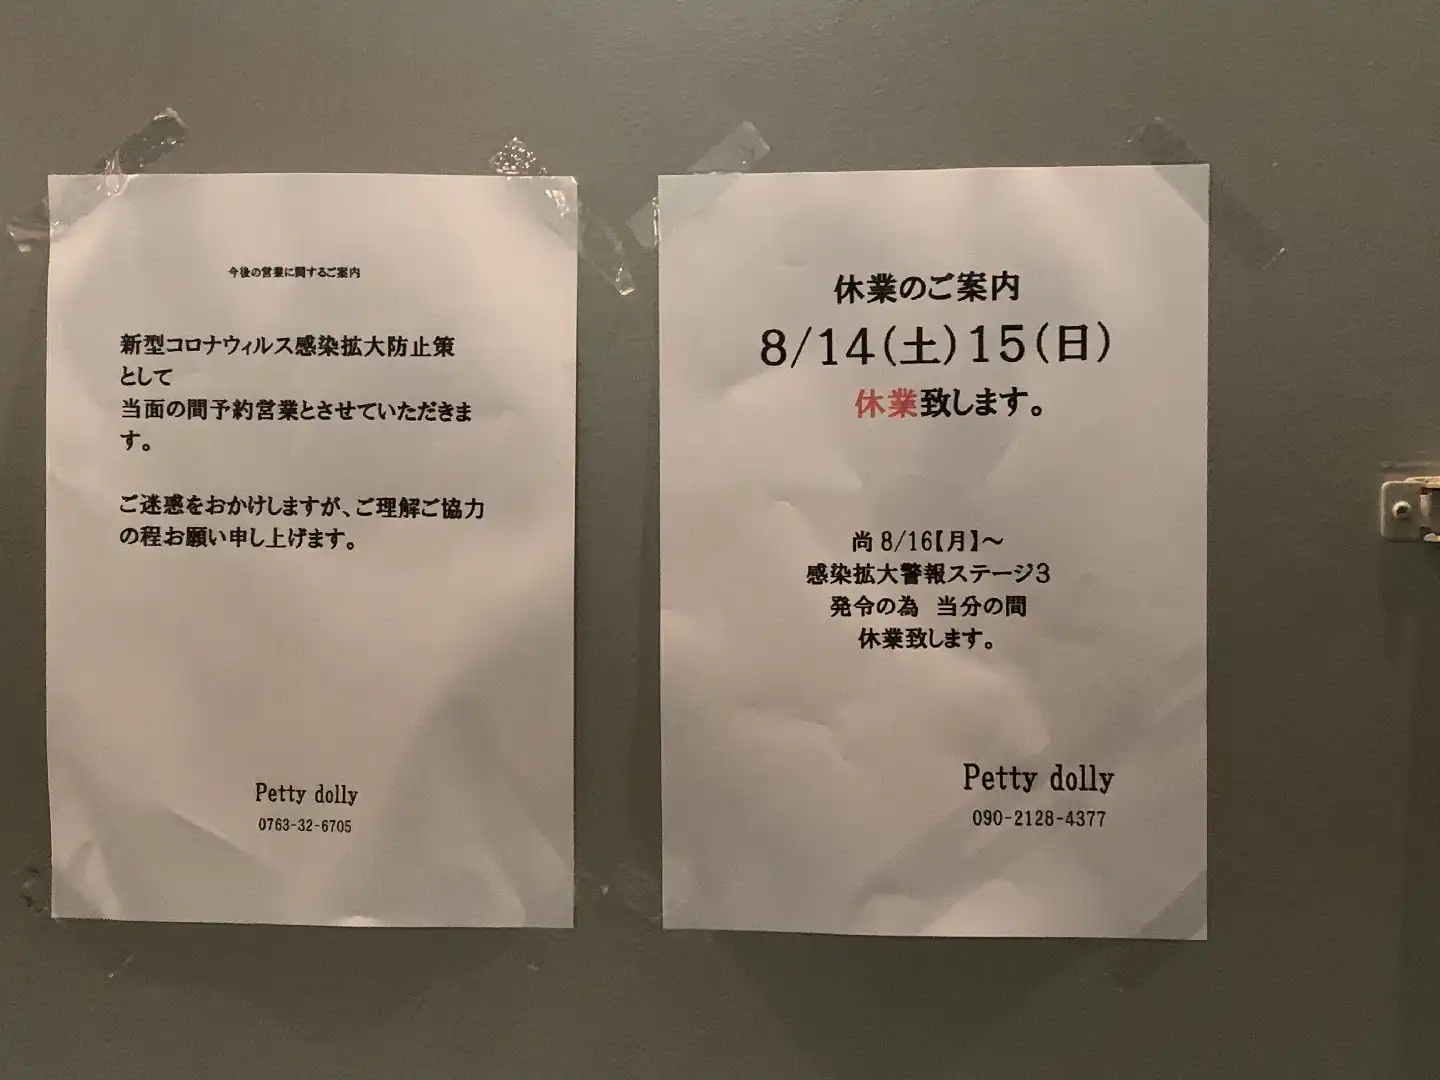 今後の営業に関するご案内
新型コロナウィルス感染拡大防止策
として
当面の間予約営業とさせていただきま
す。
ご迷惑をおかけしますが、ご理解ご協力
の程お願い申し上げます。
Petty dolly
0763-32-6705
休業のご案内
8/14(土)15(日)
休業致します。
尚 8/16【月】～
感染拡大警報ステージ3
発令の為　当分の間
休業致します。
Petty dolly
090-2128-4377